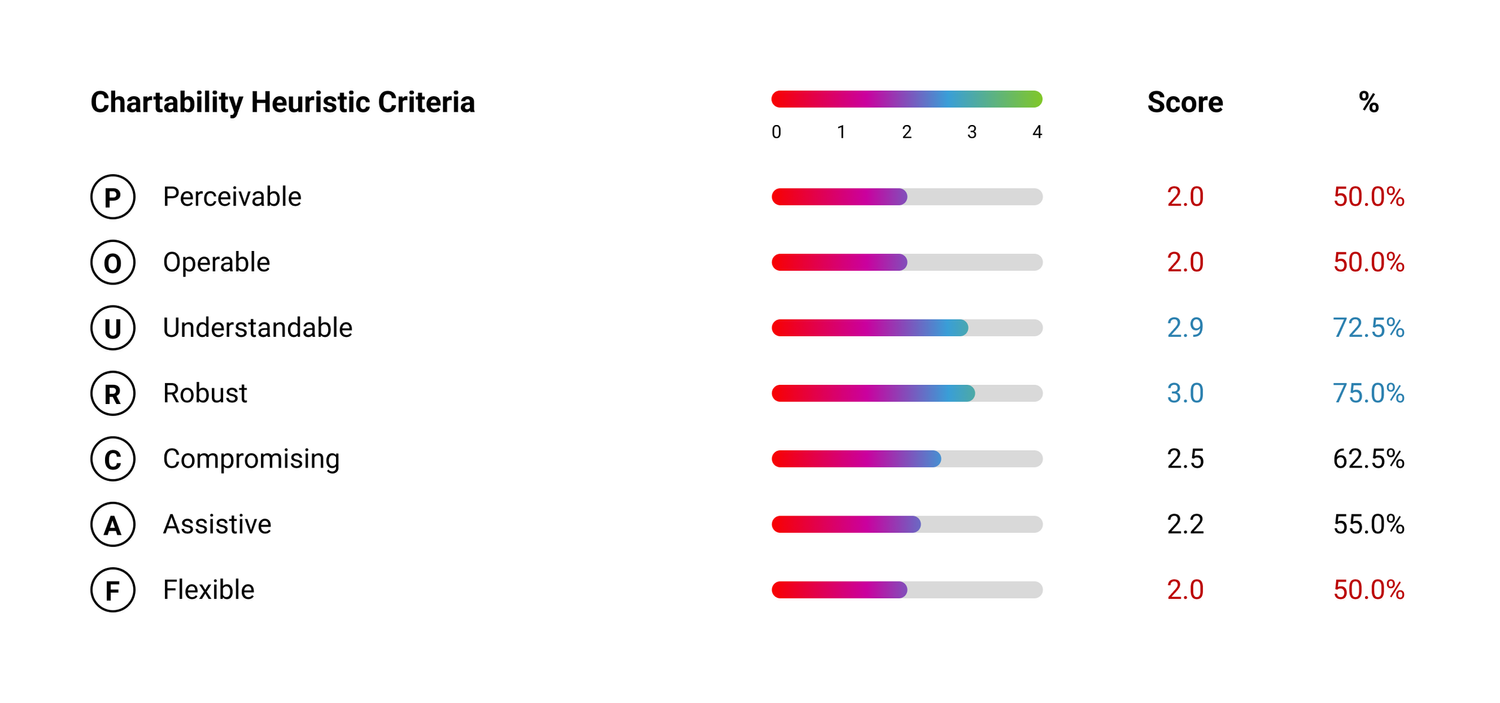 Chartability Heuristic Criteria Score %
0 1 2 3 4
P Perceivable 2.0 50.0%
O Operable 2.0 50.0%
U Understandable 2.9 72.5%
R Robust 3.0 75.0%
C Compromising 2.5 62.5%
A Assistive 2.2 55.0%
F Flexible 2.0 50.0%